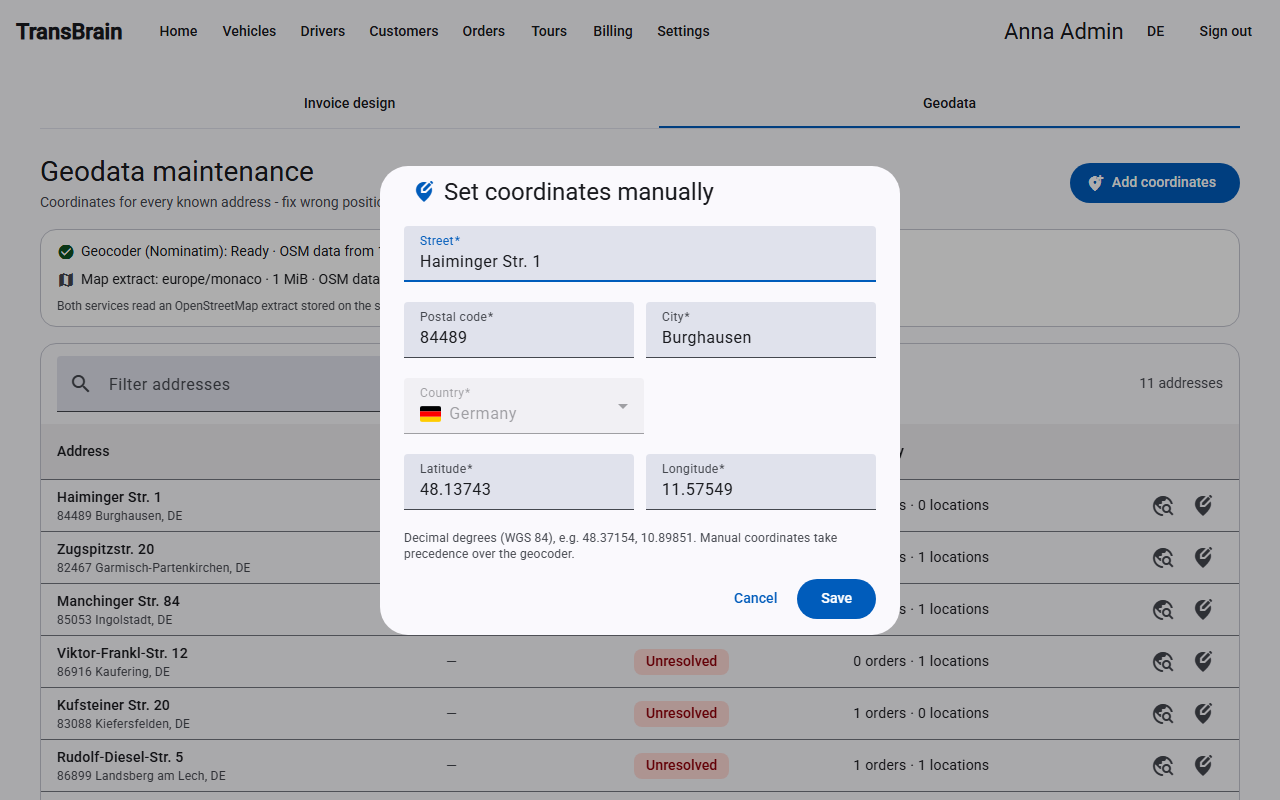 TransBrain Home Vehicles Drivers Customers Orders Tours Billing Settings Anna Admin DE Sign out
Invoice design Geodata
Geodata maintenance
Coordinates for every known address - fix wrong
Add coordinates
Geocoder (Nominatim): Ready · OSM data from
Map extract: europe/monaco · 1 MiB · OSM data
Both services read an OpenStreetMap extract stored on the
Filter addresses
11 addresses
Address
Haiminger Str. 1
84489 Burghausen, DE
· 0 locations
Zugspitzstr. 20
82467 Garmisch-Partenkirchen, DE
· 1 locations
Manchinger Str. 84
85053 Ingolstadt, DE
· 1 locations
Viktor-Frankl-Str. 12
86916 Kaufering, DE
— Unresolved 0 orders · 1 locations
Kufsteiner Str. 20
83088 Kiefersfelden, DE
— Unresolved 1 orders · 0 locations
Rudolf-Diesel-Str. 5
86899 Landsberg am Lech, DE
— Unresolved 1 orders · 1 locations
Set coordinates manually
Street*
Haiminger Str. 1
Postal code* City*
84489 Burghausen
Country*
Germany
Latitude* Longitude*
48.13743 11.57549
Decimal degrees (WGS 84), e.g. 48.37154, 10.89851. Manual coordinates take
precedence over the geocoder.
Cancel Save